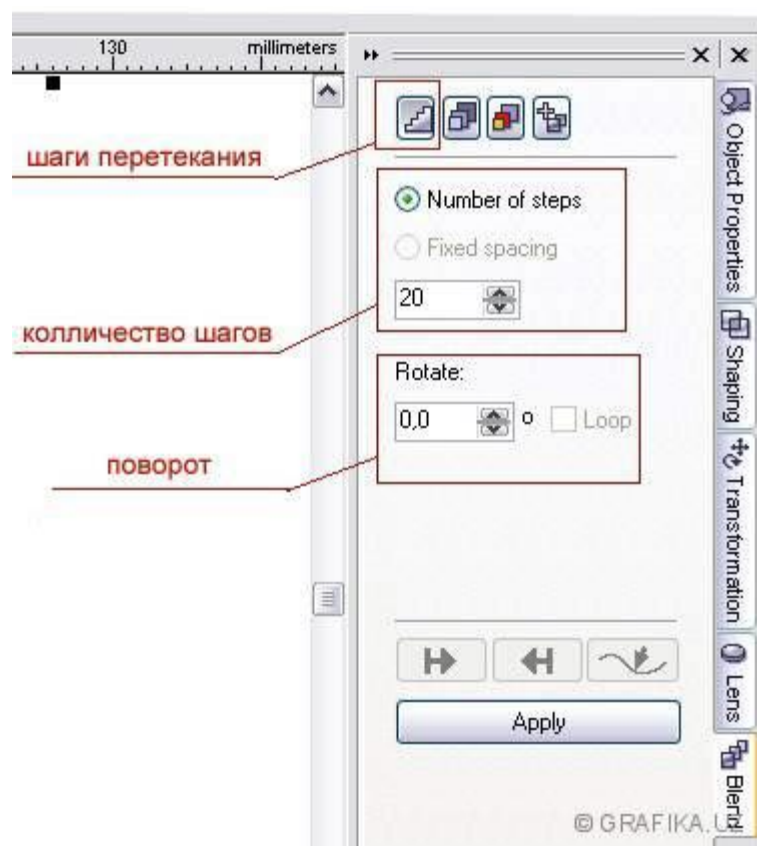 130 millimeters
шаги перетекания
Number of steps
Fixed spacing
20
колличество шагов
Rotate:
0,0 ° Loop
поворот
Apply
Object Properties
Shaping
Transformation
Lens
Blend
© GRAFIKA.UZ